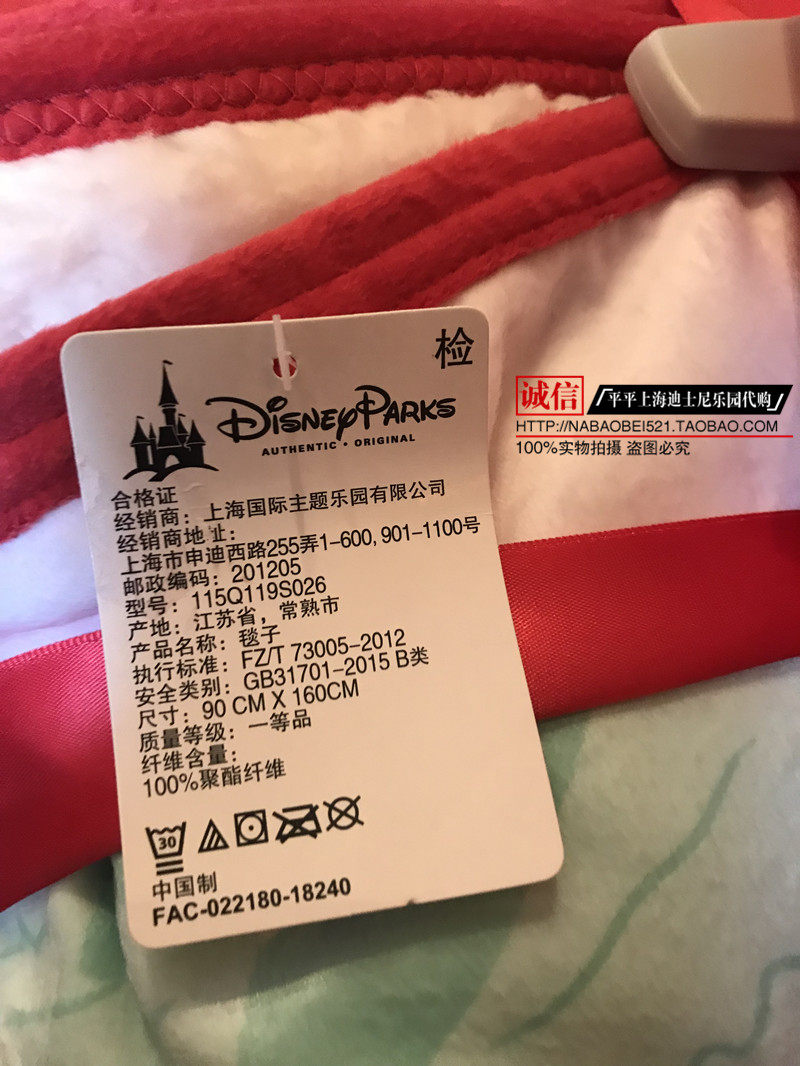 检
Disney Parks
AUTHENTIC • ORIGINAL
合格证
经销商：上海国际主题乐园有限公司
经销商地址：
上海市申迪西路255弄1-600, 901-1100号
邮政编码：201205
型号：115Q119S026
产地：江苏省，常熟市
产品名称：毯子
执行标准：FZ/T 73005-2012
安全类别：GB31701-2015 B类
尺寸：90 CM X 160CM
质量等级：一等品
纤维含量：
100%聚酯纤维
30
中国制
FAC-022180-18240
诚信 平平上海迪士尼乐园代购
HTTP://NABAOBEI521.TAOBAO.COM
100%实物拍摄 盗图必究